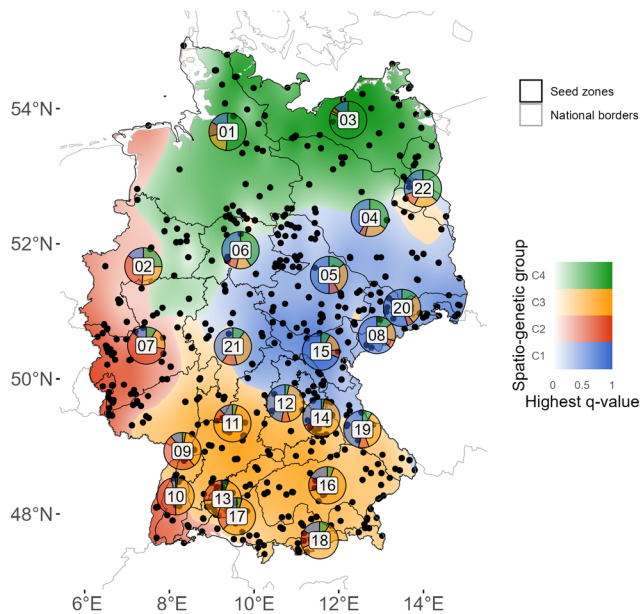 54°N
52°N
50°N
48°N
6°E
8°E
10°E
12°E
14°E
01
03
22
04
06
02
05
20
08
07
21
15
12
14
11
19
09
16
10
13
17
18
Seed zones
National borders
Spatio-genetic group
C4
C3
C2
C1
0
0.5
1
Highest q-value